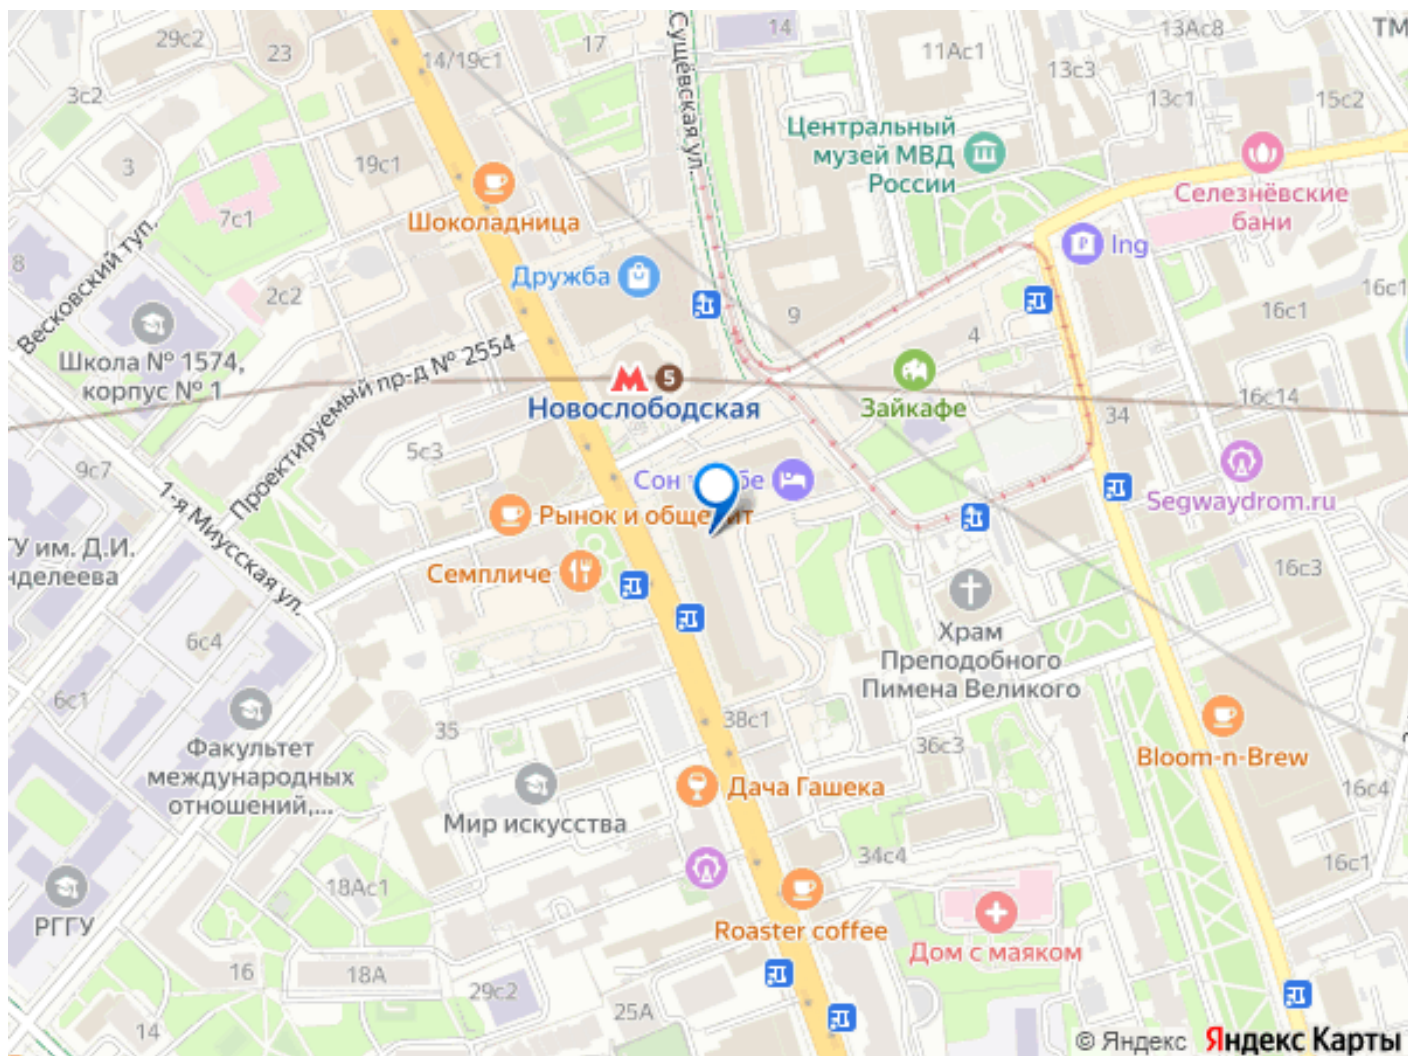 29с2
23
14/19с1
17
Сущёвская ул.
14
11Ас1
13Ас8
ТМ
3с2
13с3
13с1
15с2
3
19с1
Центральный
музей МВД
России
Селезнёвские
бани
7с1
Шоколадница
Весковский туп.
8
2с2
Дружба
Ing
9
4
16с1
16с1
Школа № 1574,
корпус № 1
Проектируемый пр-д № 2554
5
Новослободская
Зайкафе
16с14
34
5с3
9с7
1-я Миусская ул.
Сон
бе
Segwaydrom.ru
Рынок и
ит
У им. Д.И.
нделеева
Семпличе
16с3
6с4
Храм
Преподобного
Пимена Великого
6с1
35
38с1
36с3
Факультет
международных
отношений,...
Bloom-n-Brew
Дача Гашека
Мир искусства
16с4
34с4
16с1
18Ас1
РГГУ
Roaster coffee
Дом с маяком
16
18А
29с2
25А
14
© Яндекс Яндекс Карты